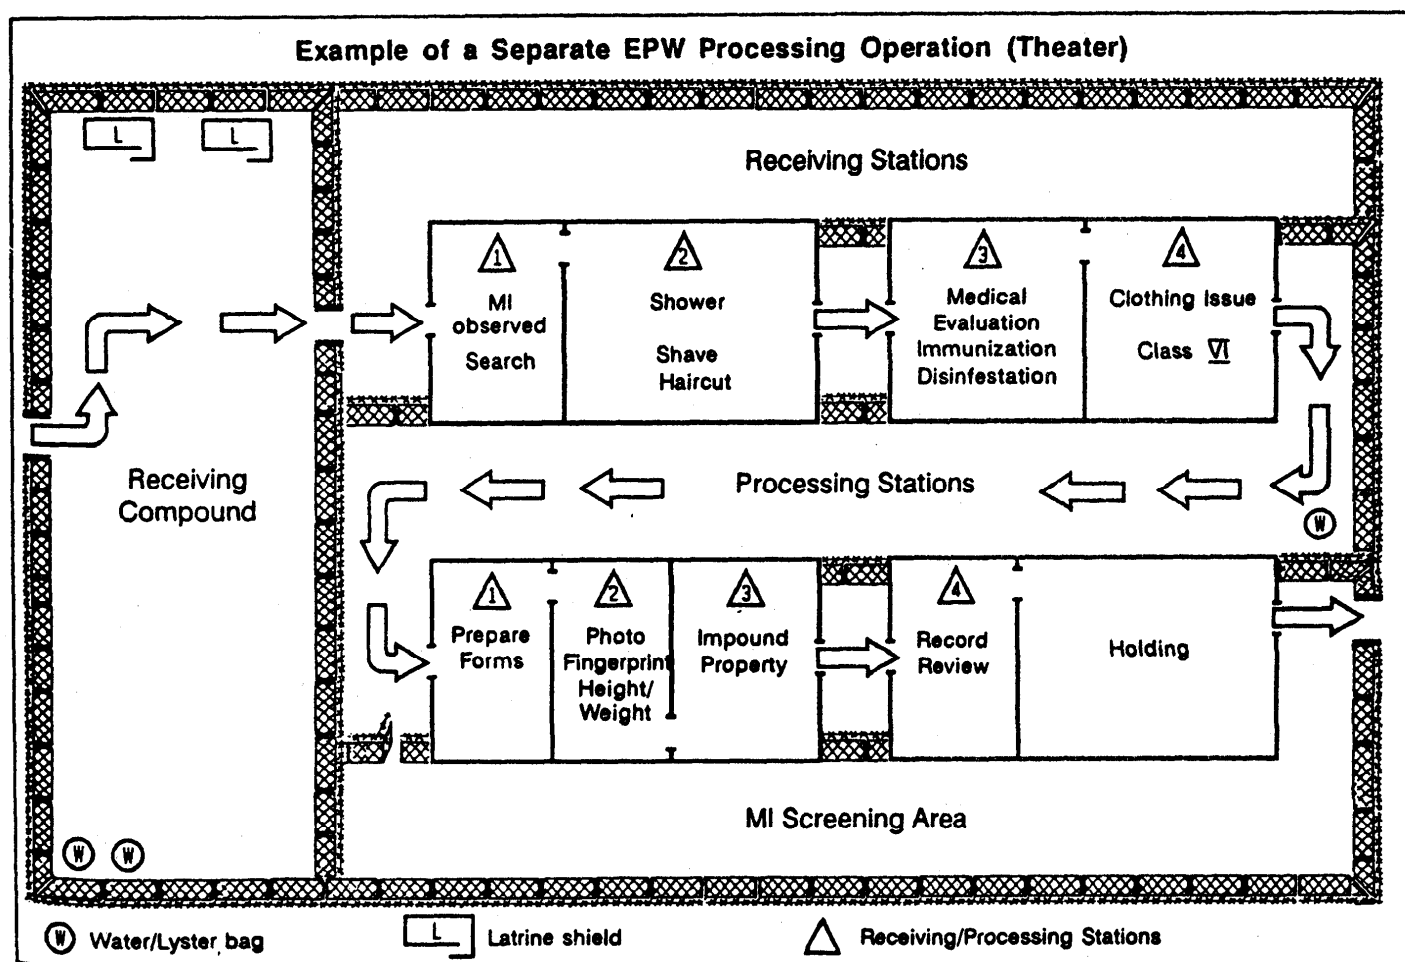 Example of a Separate EPW Processing Operation (Theater)
L
L
Receiving Stations
1
MI
observed
Search
2
Shower
Shave
Haircut
3
Medical
Evaluation
Immunization
Disinfestation
4
Clothing Issue
Class VI
Receiving
Compound
Processing Stations
W
1
Prepare
Forms
2
Photo
Fingerprint
Height/
Weight
3
Impound
Property
4
Record
Review
Holding
MI Screening Area
W
W
W Water/Lyster bag
L Latrine shield
Receiving/Processing Stations